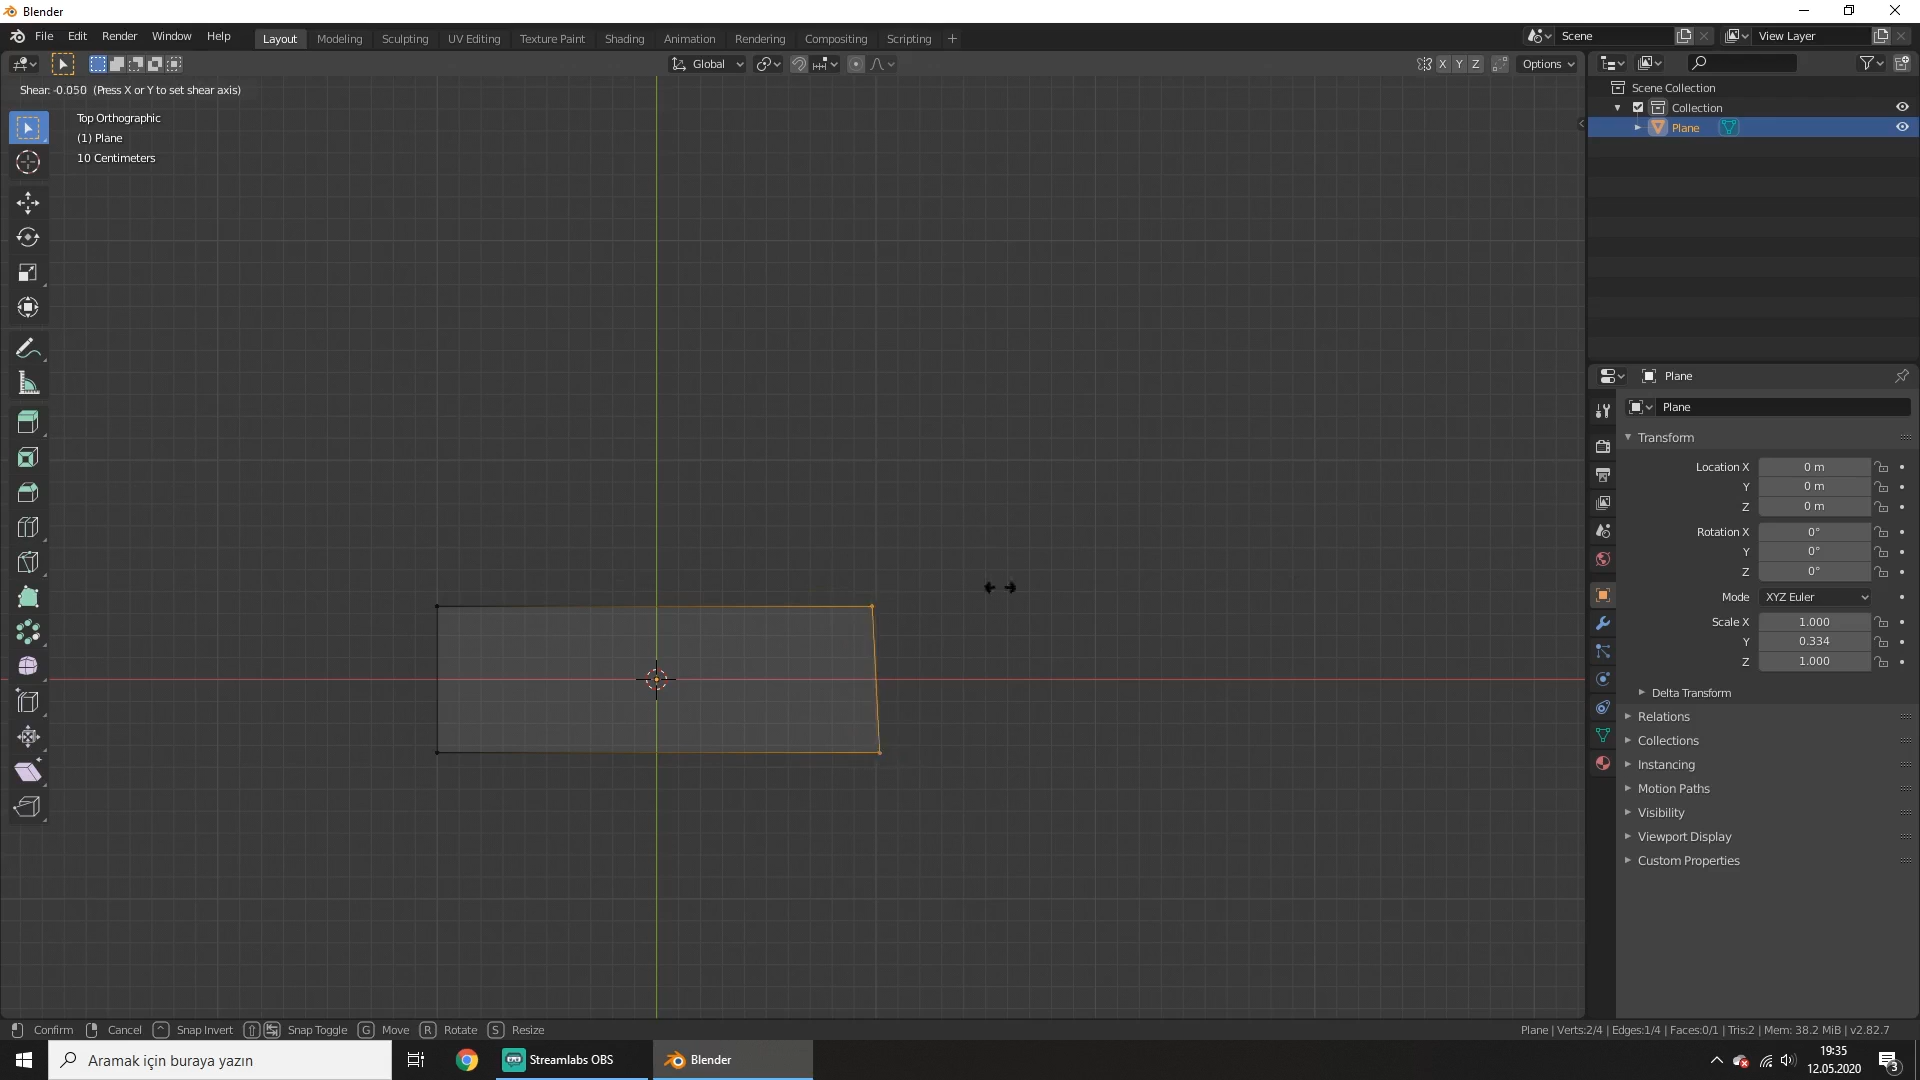 Blender
File Edit Render Window Help Layout Modeling Sculpting UV Editing Texture Paint Shading Animation Rendering Compositing Scripting + Scene View Layer
Global X Y Z Options
Shear: -0.050 (Press X or Y to set shear axis)
Top Orthographic
(1) Plane
10 Centimeters
Scene Collection
Collection
Plane
Plane
Plane
Transform
Location X 0 m
Y 0 m
Z 0 m
Rotation X 0°
Y 0°
Z 0°
Mode XYZ Euler
Scale X 1.000
Y 0.334
Z 1.000
Delta Transform
Relations
Collections
Instancing
Motion Paths
Visibility
Viewport Display
Custom Properties
Confirm Cancel ^ Snap Invert Snap Toggle G Move R Rotate S Resize Plane | Verts:2/4 | Edges:1/4 | Faces:0/1 | Tris:2 | Mem: 38.2 MiB | v2.82.7
Aramak için buraya yazın Streamlabs OBS Blender
19:35
12.05.2020
3